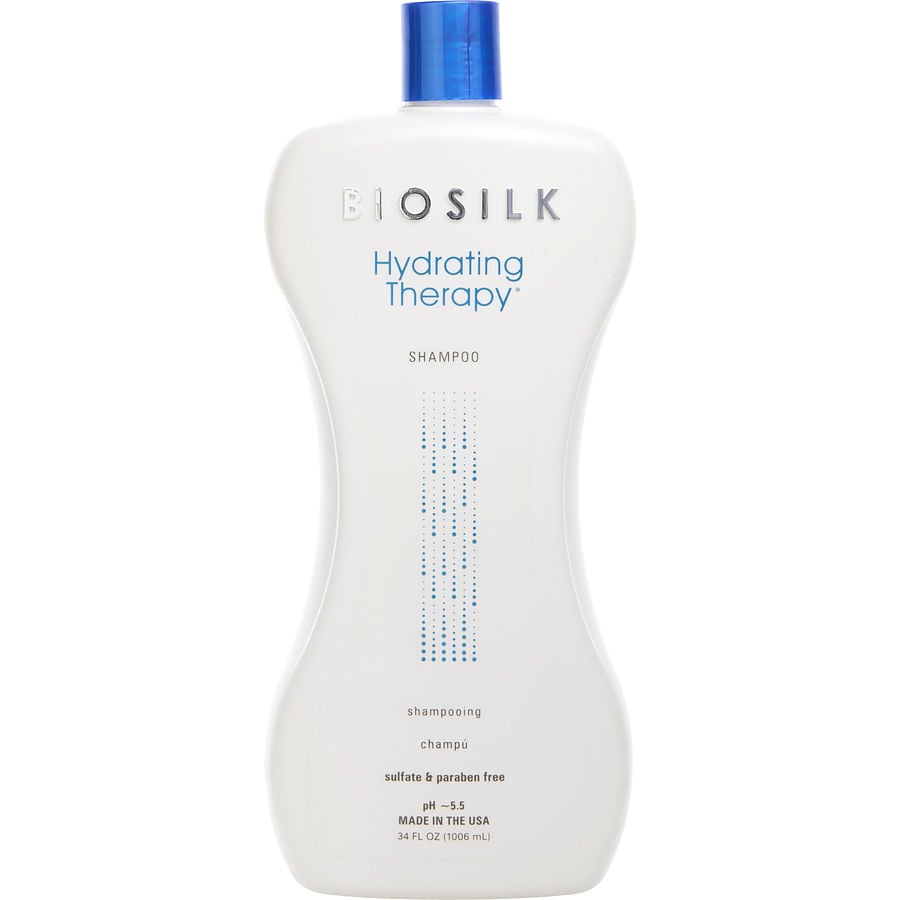 BIOSILK
Hydrating
Therapy®
SHAMPOO
shampooing
champú
sulfate & paraben free
pH ~5.5
MADE IN THE USA
34 FL OZ (1006 mL)